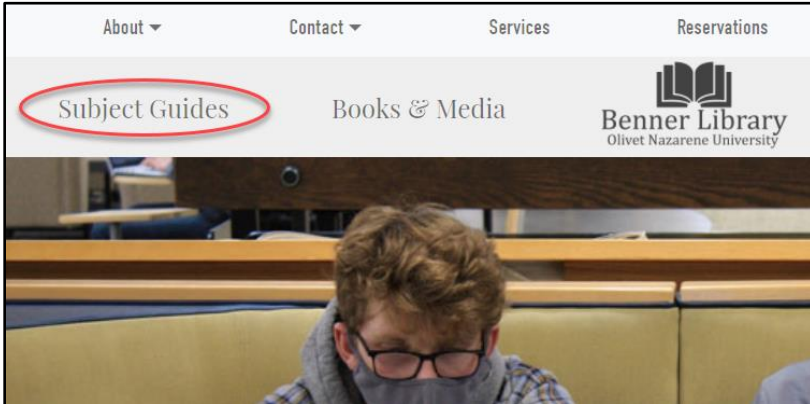 About Contact Services Reservations
Subject Guides Books & Media
Benner Library
Olivet Nazarene University